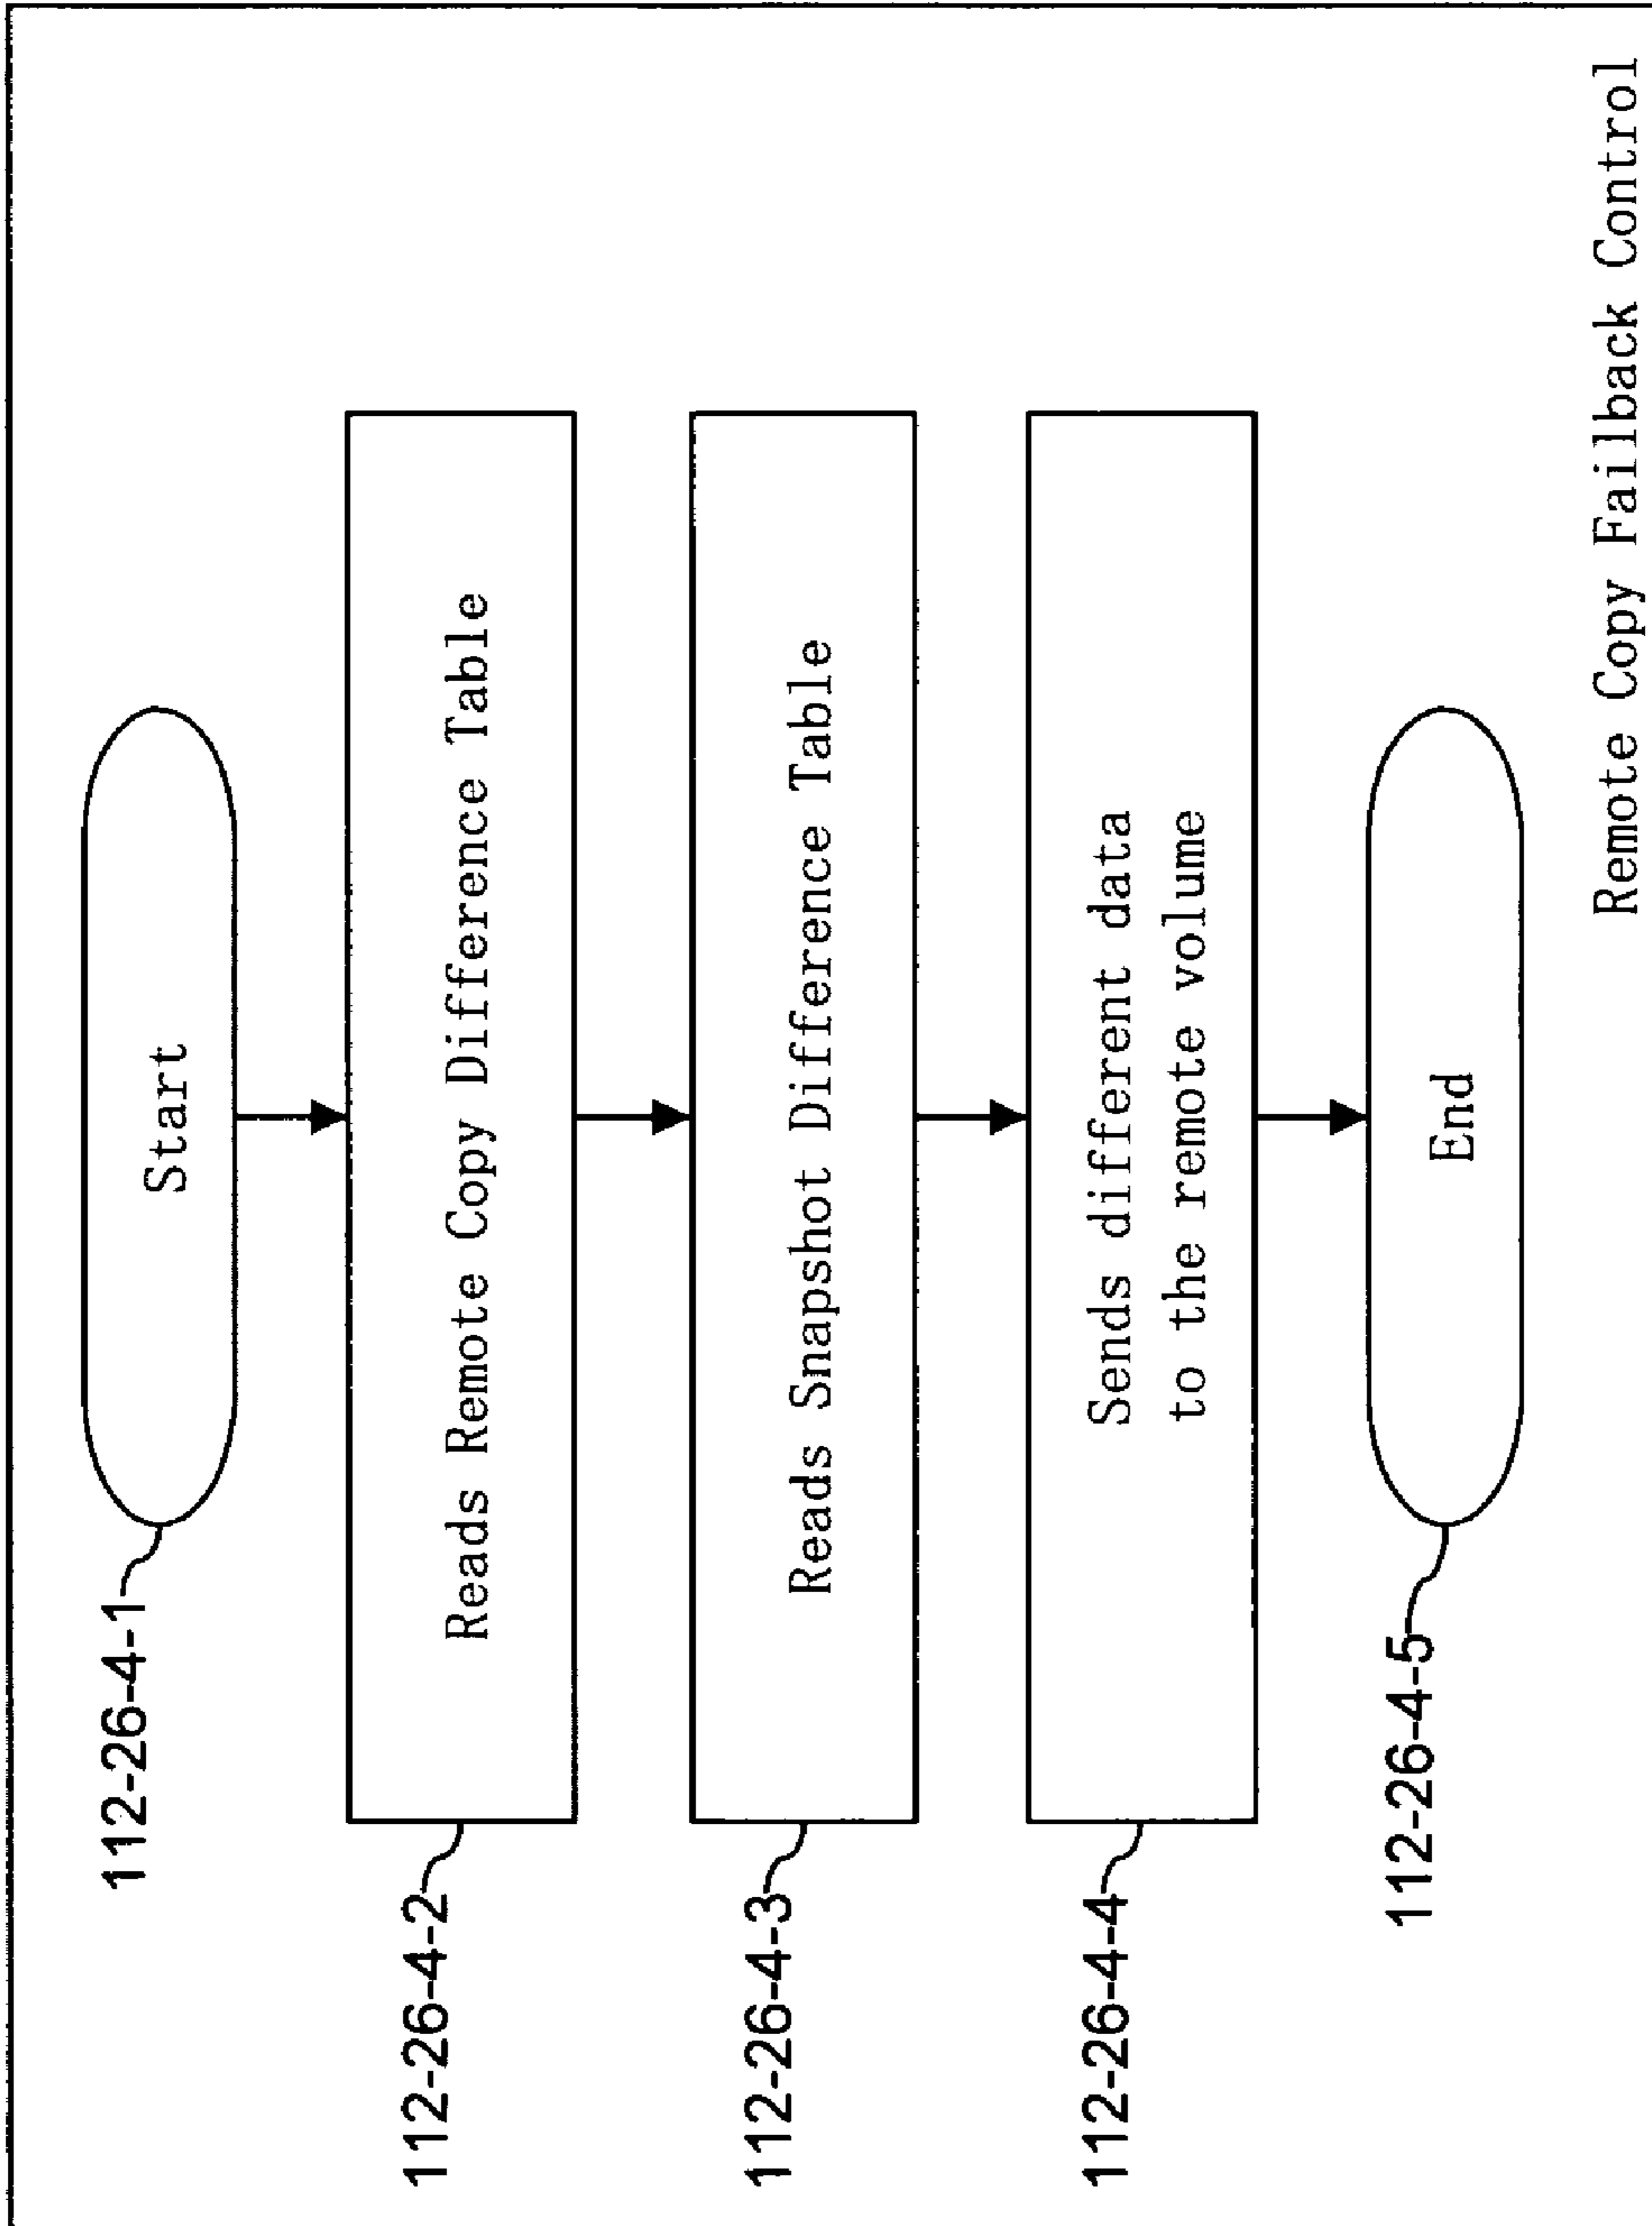 112-26-4-1
Start
112-26-4-2
Reads Remote Copy Difference Table
112-26-4-3
Reads Snapshot Difference Table
112-26-4-4
Sends different data
to the remote volume
112-26-4-5
End
Remote Copy Failback Control